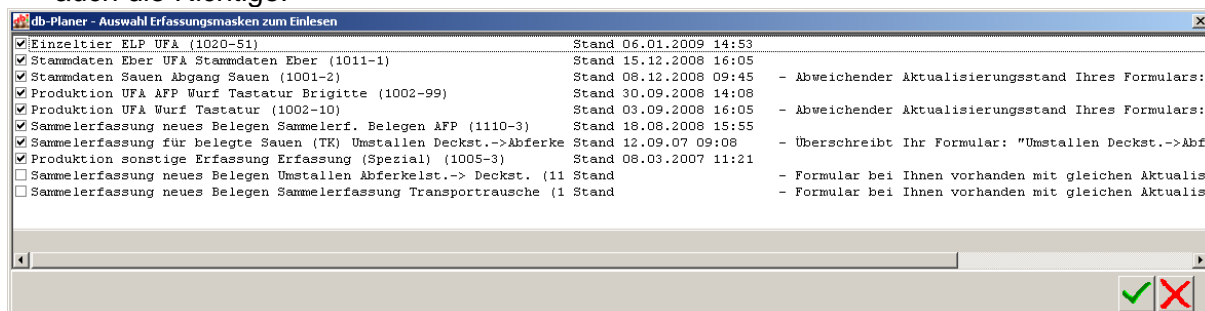 auch die Richtige.
db-Planer - Auswahl Erfassungsmasken zum Einlesen
Einzeltier ELP UFA (1020-51) Stand 06.01.2009 14:53
Stammdaten Eber UFA Stammdaten Eber (1011-1) Stand 15.12.2008 16:05
Stammdaten Sauen Abgang Sauen (1001-2) Stand 08.12.2008 09:45 - Abweichender Aktualisierungsstand Ihres Formulars:
Produktion UFA AFP Wurf Tastatur Brigitte (1002-99) Stand 30.09.2008 14:08
Produktion UFA Wurf Tastatur (1002-10) Stand 03.09.2008 16:05 - Abweichender Aktualisierungsstand Ihres Formulars:
Sammelerfassung neues Belegen Sammelerf. Belegen AFP (1110-3) Stand 18.08.2008 15:55
Sammelerfassung für belegte Sauen (TK) Umstallen Deckst.->Abferke Stand 12.09.07 09:08 - Überschreibt Ihr Formular: "Umstallen Deckst.->Abf
Produktion sonstige Erfassung Erfassung (Spezial) (1005-3) Stand 08.03.2007 11:21
Sammelerfassung neues Belegen Umstallen Abferkelst.-> Deckst. (11 Stand - Formular bei Ihnen vorhanden mit gleichen Aktualis
Sammelerfassung neues Belegen Sammelerfassung Transportrausche (1 Stand - Formular bei Ihnen vorhanden mit gleichen Aktualis